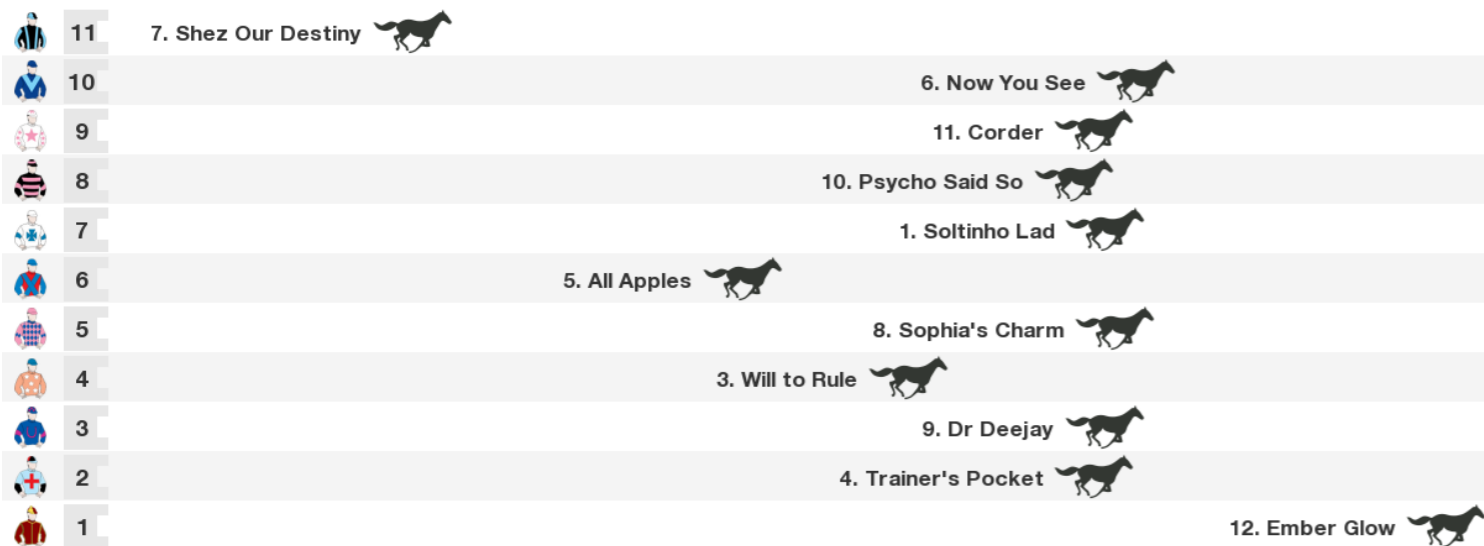 11 7. Shez Our Destiny
10 6. Now You See
9 11. Corder
8 10. Psycho Said So
7 1. Soltinho Lad
6 5. All Apples
5 8. Sophia's Charm
4 3. Will to Rule
3 9. Dr Deejay
2 4. Trainer's Pocket
1 12. Ember Glow